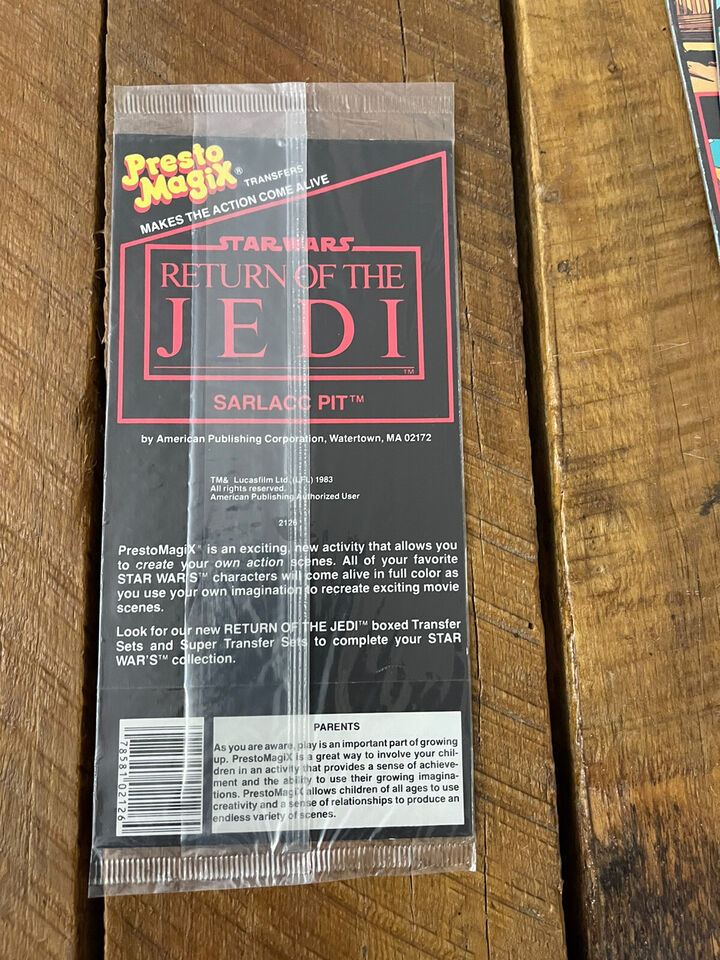 Presto
MagiX® TRANSFERS
MAKES THE ACTION COME ALIVE
STAR WARS
RETURN OF THE
JEDI
TM
SARLACC PIT™
by American Publishing Corporation, Watertown, MA 02172
TM& Lucasfilm Ltd. (LFL) 1983
All rights reserved.
American Publishing Authorized User
2126
PrestoMagiX® is an exciting, new activity that allows you
to create your own action scenes. All of your favorite
STAR WAR'S™ characters will come alive in full color as
you use your own imagination to recreate exciting movie
scenes.
Look for our new RETURN OF THE JEDI™ boxed Transfer
Sets and Super Transfer Sets to complete your STAR
WAR'S™ collection.
PARENTS
As you are aware, play is an important part of growing
up. PrestoMagiX is a great way to involve your chil-
dren in an activity that provides a sense of achieve-
ment and the ability to use their growing imagina-
tions. PrestoMagiX allows children of all ages to use
creativity and a sense of relationships to produce an
endless variety of scenes.
78581 02126